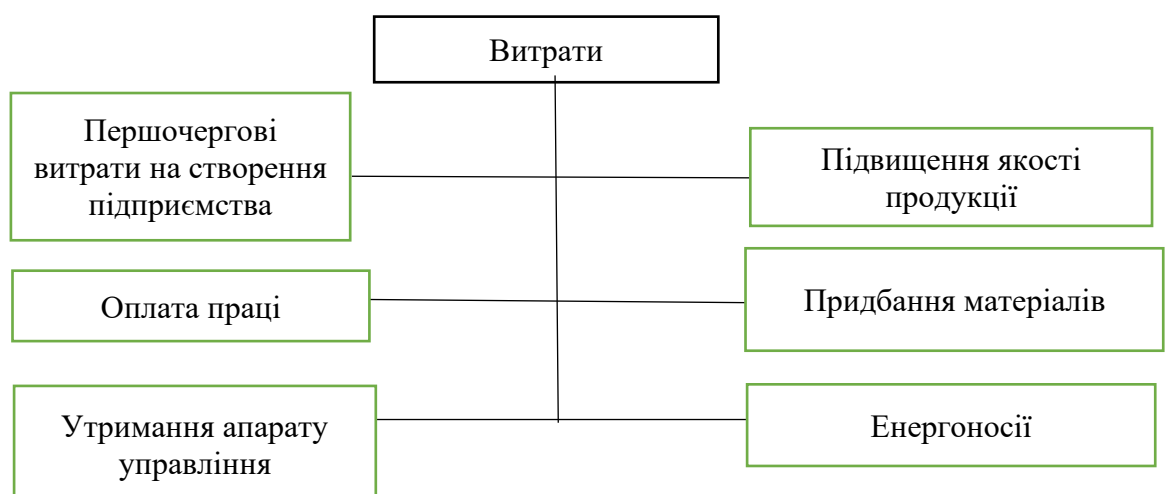 Витрати
Першочергові
витрати на створення
підприємства
Підвищення якості
продукції
Оплата праці
Придбання матеріалів
Утримання апарату
управління
Енергоносії